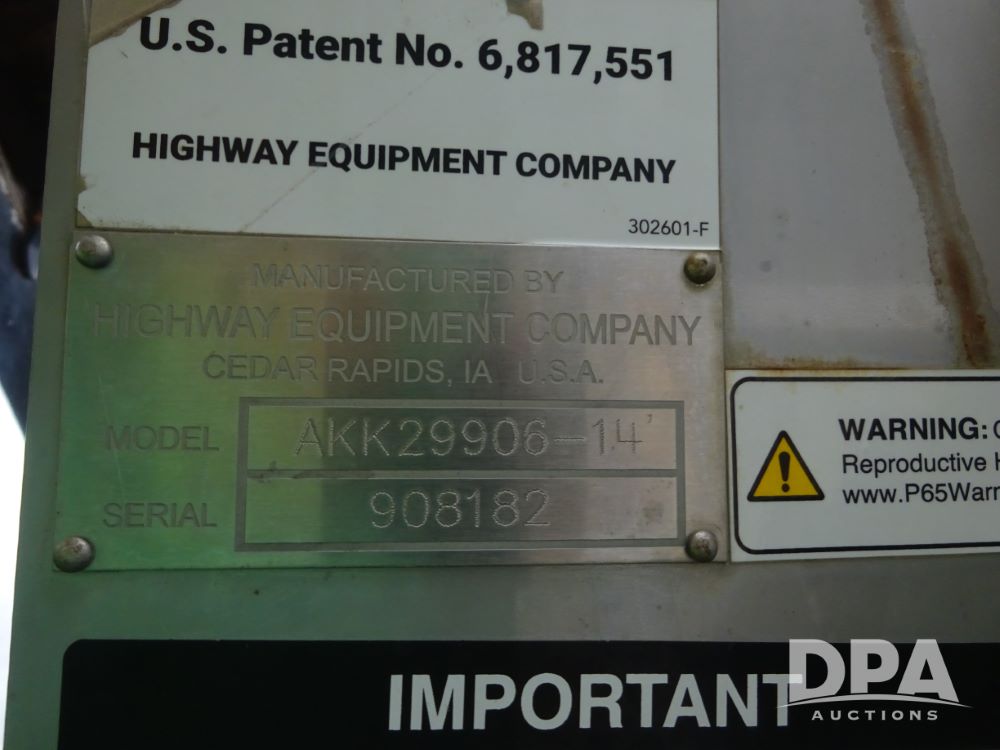 U.S. Patent No. 6,817,551
HIGHWAY EQUIPMENT COMPANY
302601-F
MANUFACTURED BY
HIGHWAY EQUIPMENT COMPANY
CEDAR RAPIDS, IA U.S.A.
MODEL AKK29906-14'
SERIAL 908182
WARNING: C
Reproductive H
www.P65Warn
IMPORTANT
DPA
AUCTIONS